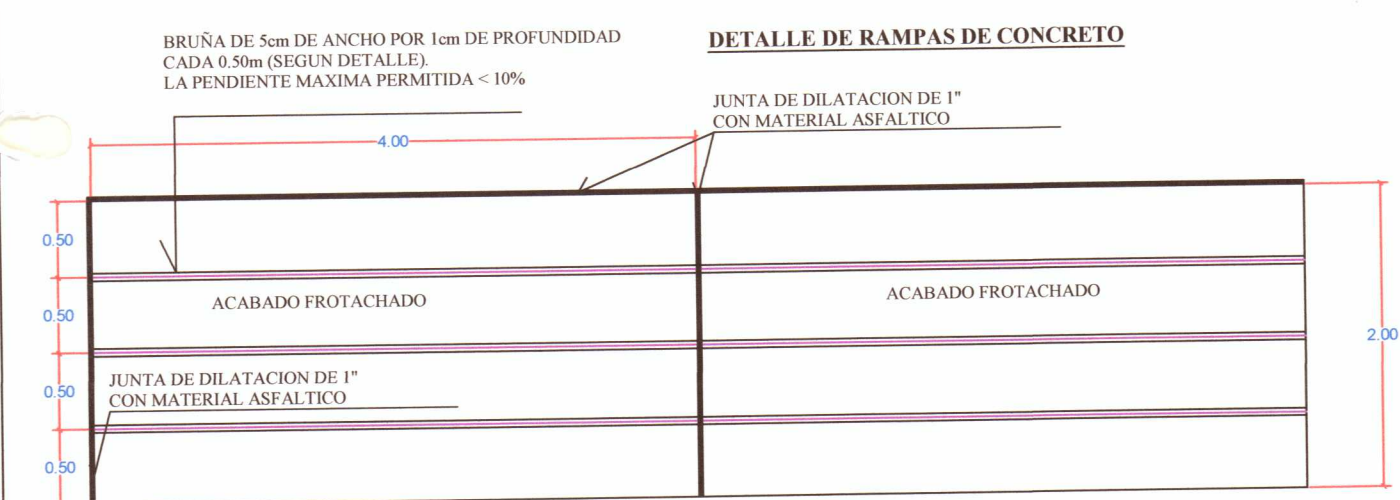 BRUÑA DE 5cm DE ANCHO POR 1cm DE PROFUNDIDAD
CADA 0.50m (SEGUN DETALLE).
LA PENDIENTE MAXIMA PERMITIDA < 10%
DETALLE DE RAMPAS DE CONCRETO
JUNTA DE DILATACION DE 1"
CON MATERIAL ASFALTICO
4.00
0.50
ACABADO FROTACHADO
ACABADO FROTACHADO
0.50
2.00
JUNTA DE DILATACION DE 1"
CON MATERIAL ASFALTICO
0.50
0.50